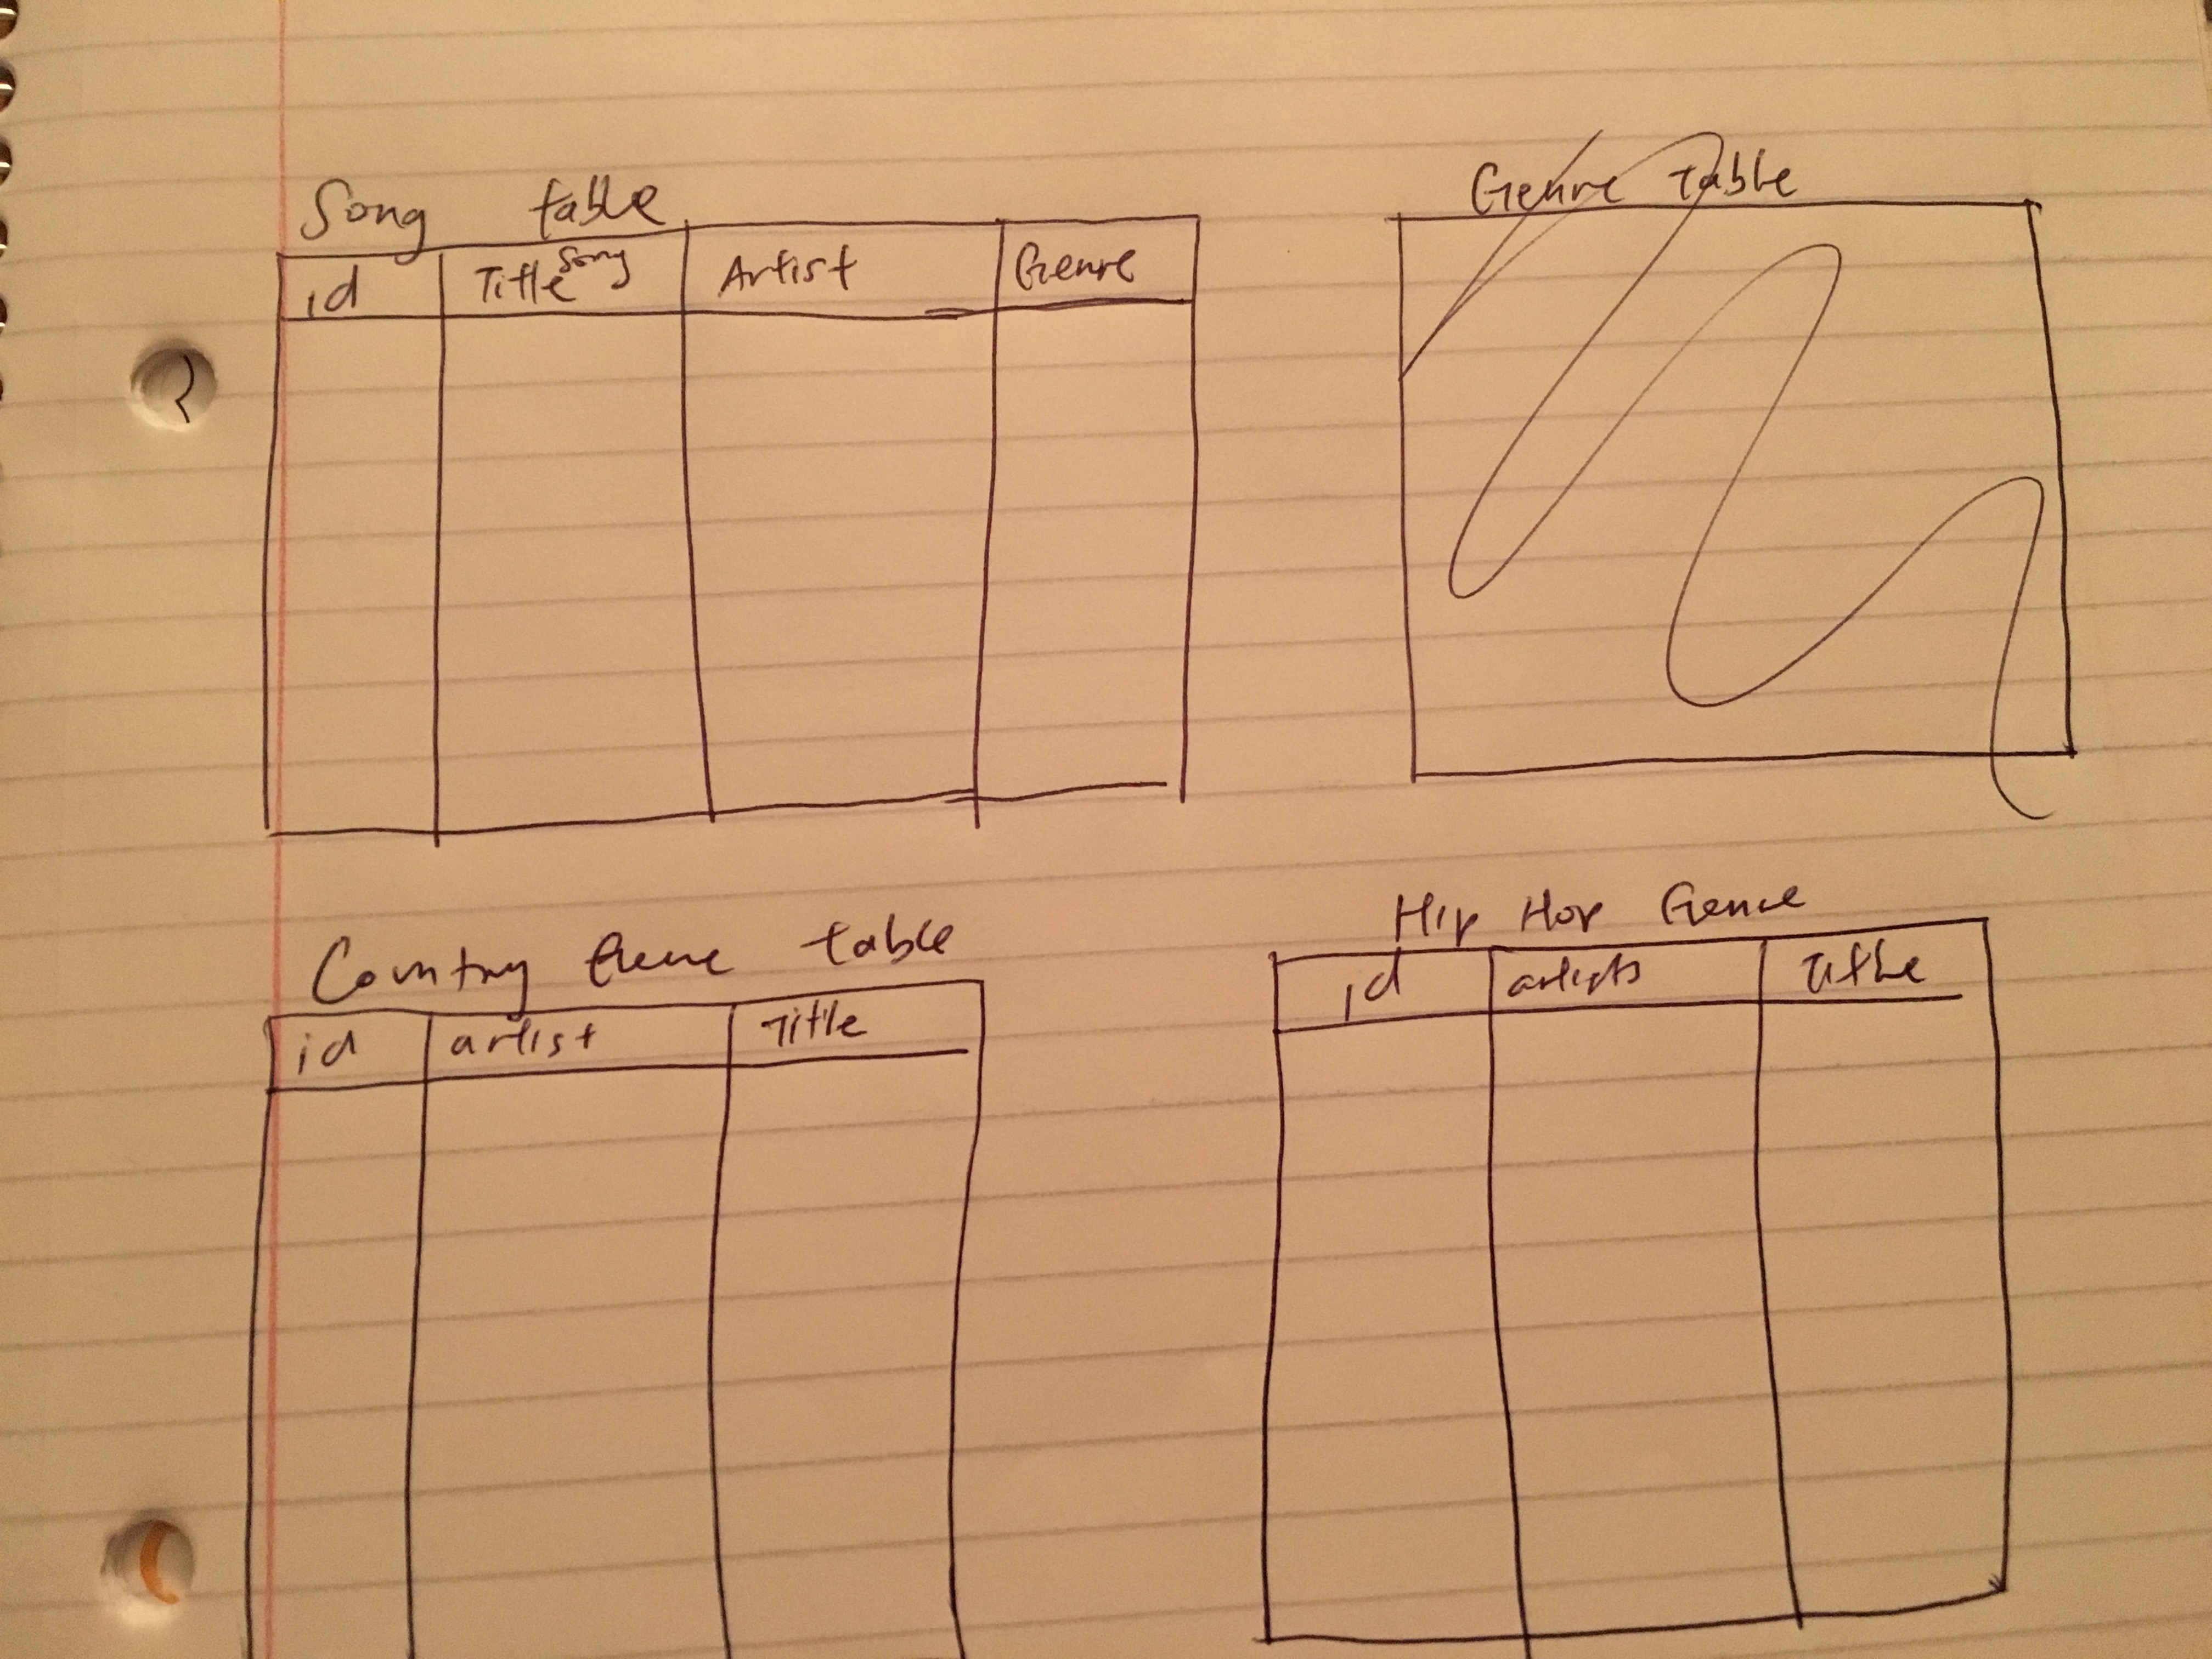 Song table
id Title song Artist Genre
Genre Table
Country Genre table
id artist Title
Hip Hop Genre
id artists Title